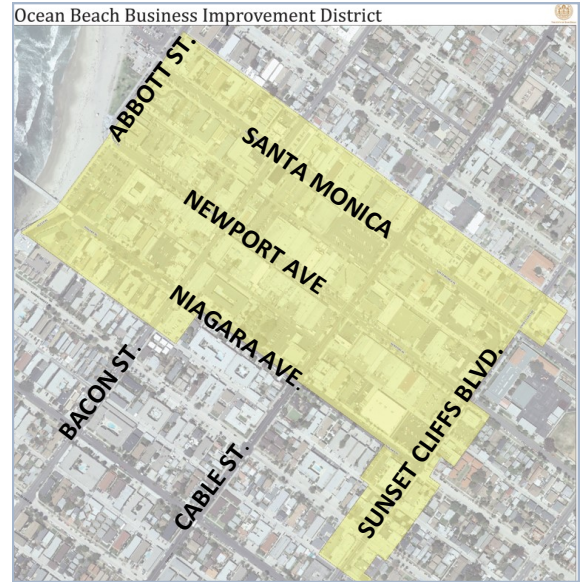 Ocean Beach Business Improvement District
ABBOTT ST.
SANTA MONICA
NEWPORT AVE
NIAGARA AVE.
BACON ST.
CABLE ST.
SUNSET CLIFFS BLVD.